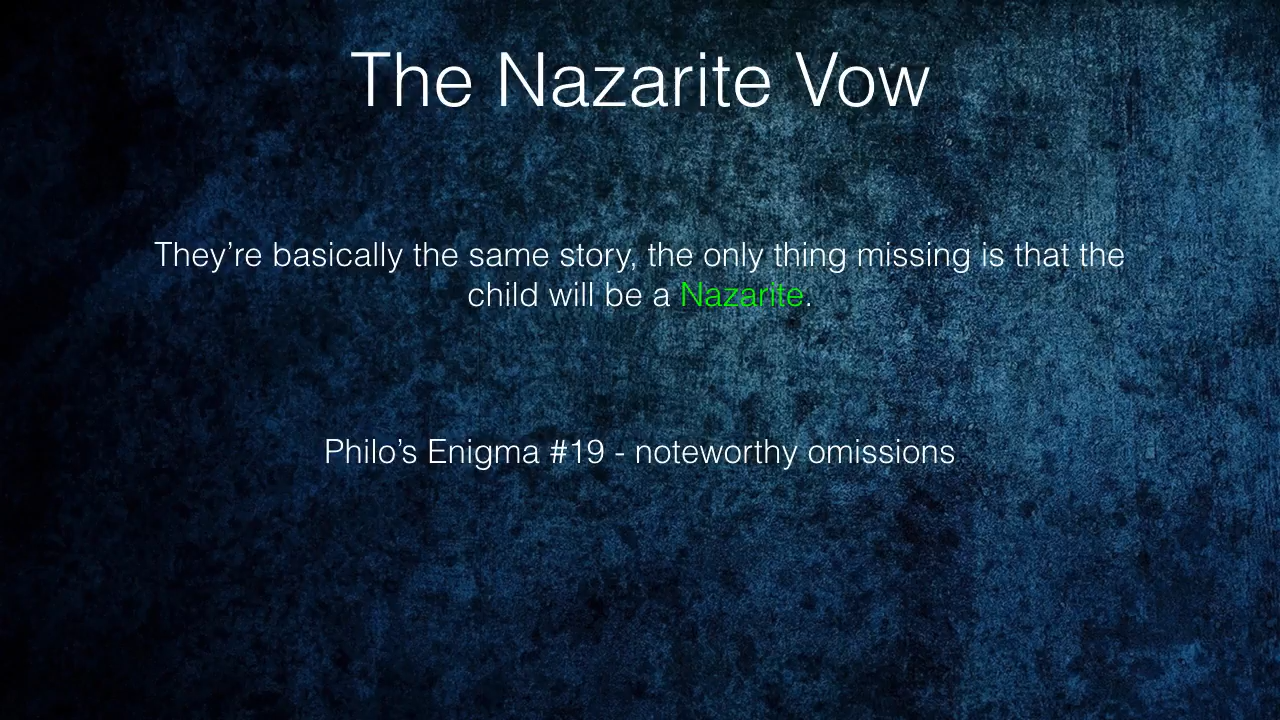 The Nazarite Vow
They’re basically the same story, the only thing missing is that the
child will be a Nazarite.
Philo’s Enigma #19 - noteworthy omissions